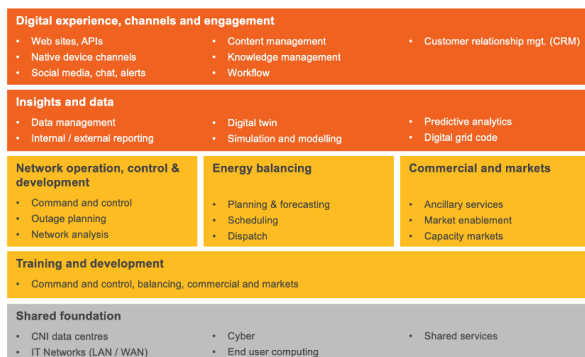 Digital experience, channels and engagement
• Web sites, APIs
• Native device channels
• Social media, chat, alerts
• Content management
• Knowledge management
• Workflow
• Customer relationship mgt. (CRM)
Insights and data
• Data management
• Internal / external reporting
• Digital twin
• Simulation and modelling
• Predictive analytics
• Digital grid code
Network operation, control &
development
• Command and control
• Outage planning
• Network analysis
Energy balancing
• Planning & forecasting
• Scheduling
• Dispatch
Commercial and markets
• Ancillary services
• Market enablement
• Capacity markets
Training and development
• Command and control, balancing, commercial and markets
Shared foundation
• CNI data centres
• IT Networks (LAN / WAN)
• Cyber
• End user computing
• Shared services